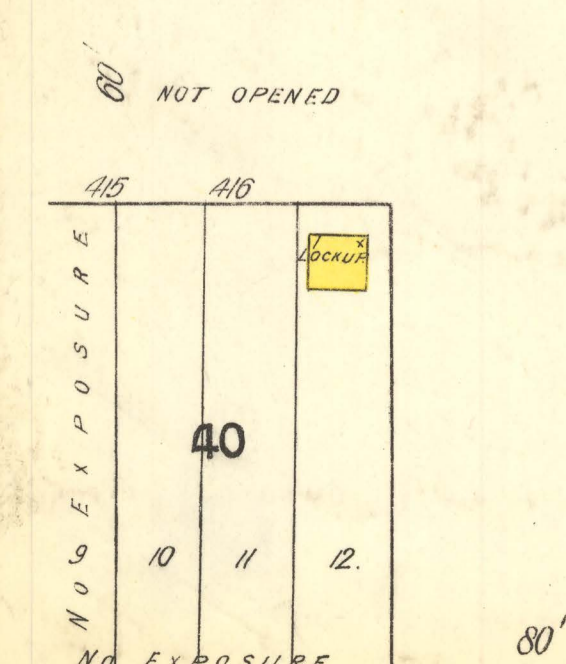 60'
NOT OPENED
415 416
1 x
LOCKUP.
NO EXPOSURE
40
9 10 11 12.
80'
NO EXPOSURE